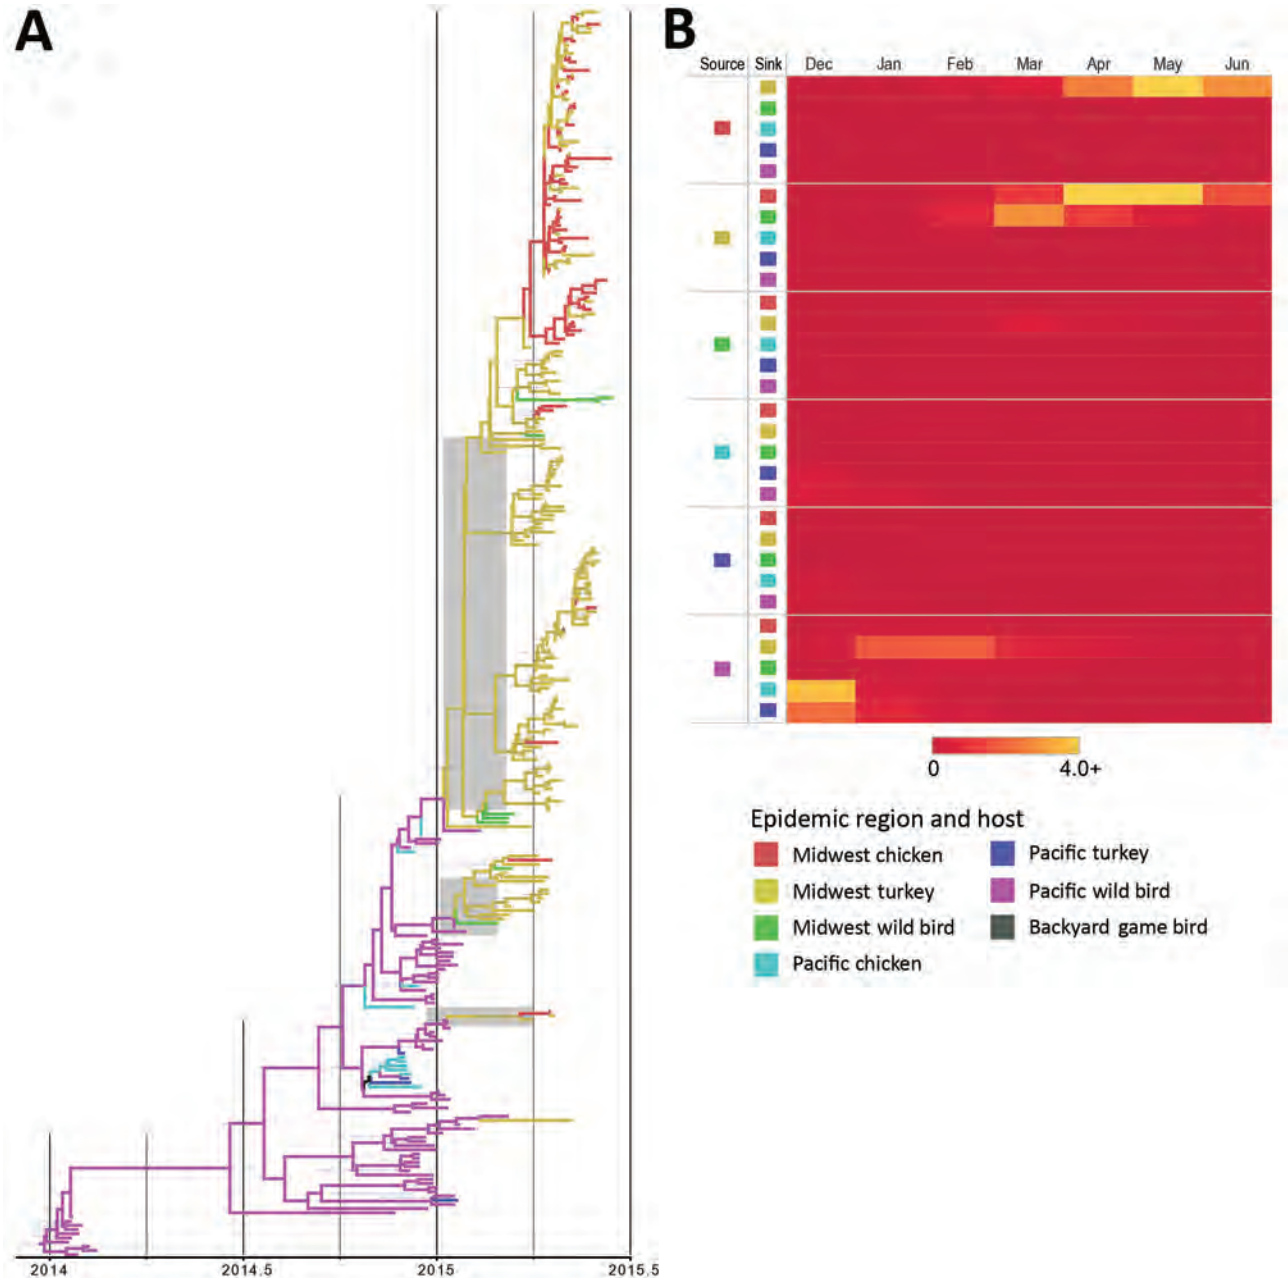 A
B
Source Sink Dec Jan Feb Mar Apr May Jun
0 4.0+
Epidemic region and host
Midwest chicken
Pacific turkey
Midwest turkey
Pacific wild bird
Midwest wild bird
Backyard game bird
Pacific chicken
2014 2014.5 2015 2015.5